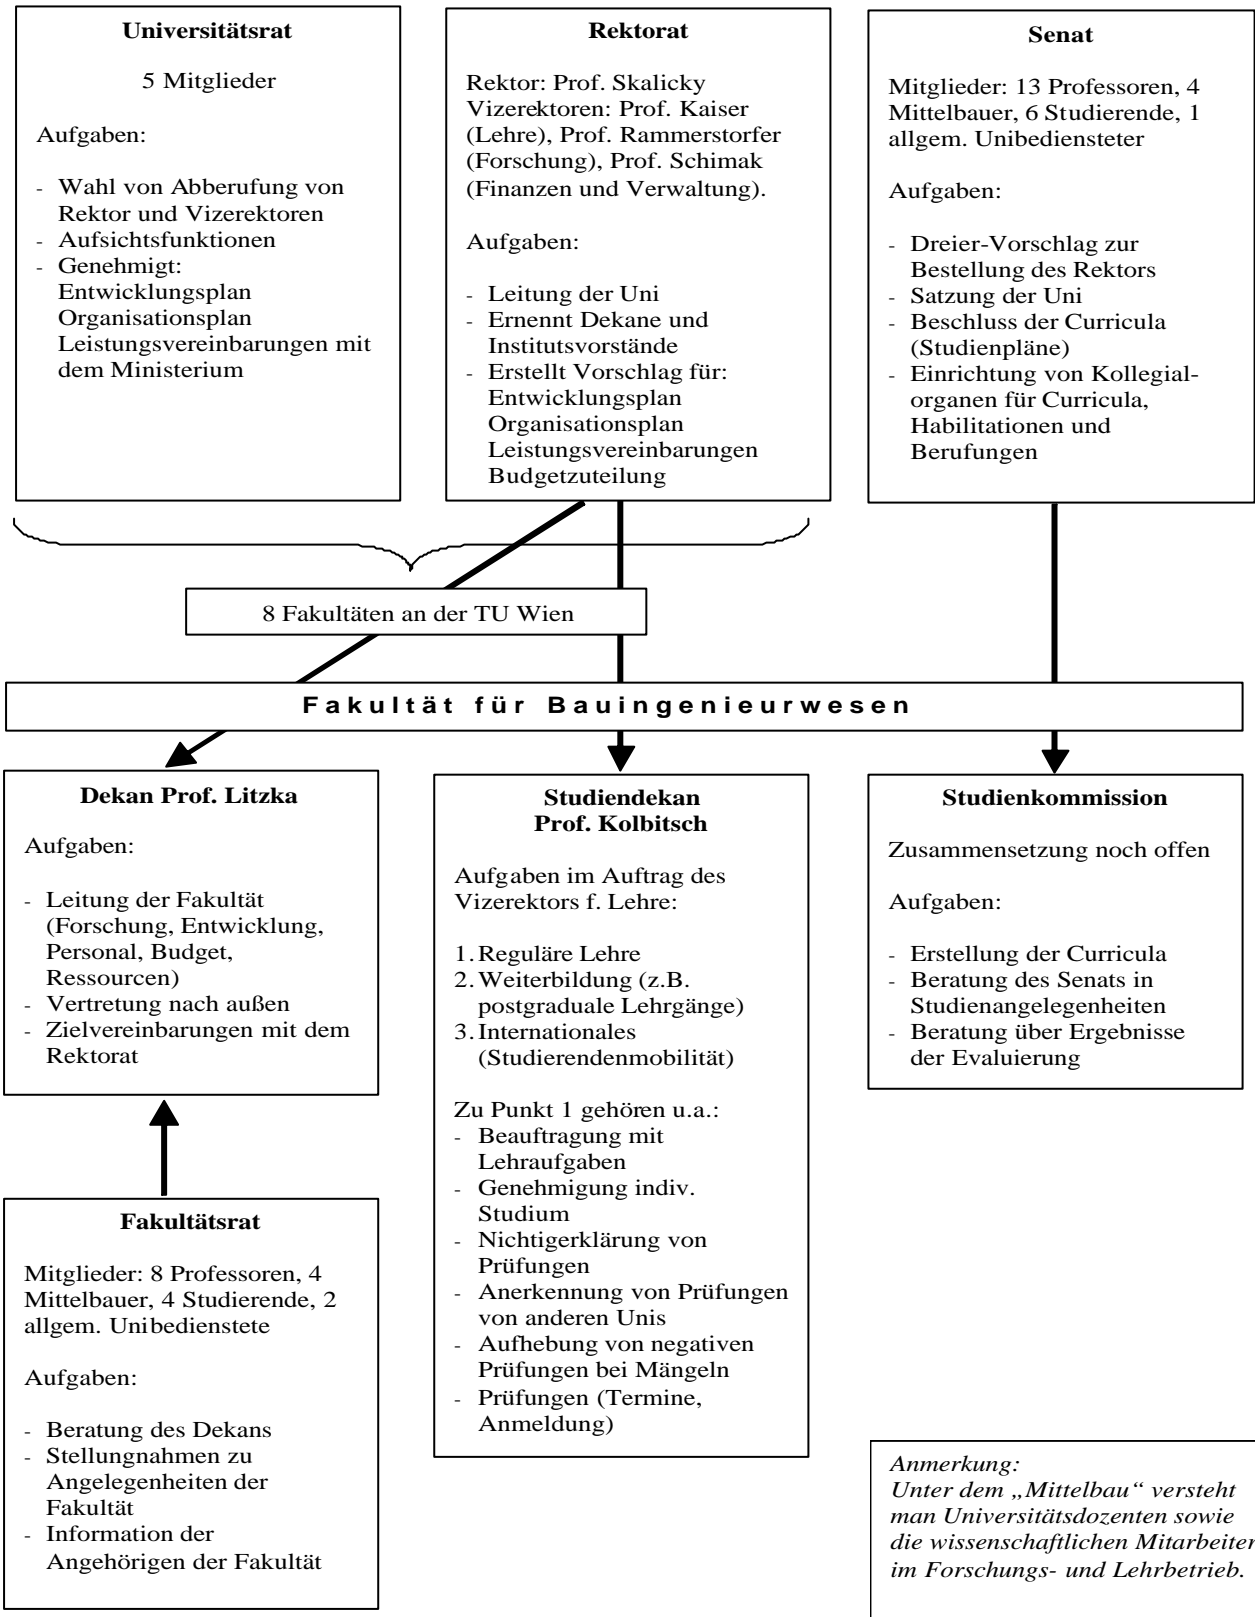 Universitätsrat
5 Mitglieder
Aufgaben:
- Wahl von Abberufung von
Rektor und Vizerektoren
- Aufsichtsfunktionen
- Genehmigt:
Entwicklungsplan
Organisationsplan
Leistungsvereinbarungen mit
dem Ministerium
Rektorat
Rektor: Prof. Skalicky
Vizerektoren: Prof. Kaiser
(Lehre), Prof. Rammerstorfer
(Forschung), Prof. Schimak
(Finanzen und Verwaltung).
Aufgaben:
- Leitung der Uni
- Ernennt Dekane und
Institutsvorstände
- Erstellt Vorschlag für:
Entwicklungsplan
Organisationsplan
Leistungsvereinbarungen
Budgetzuteilung
Senat
Mitglieder: 13 Professoren, 4
Mittelbauer, 6 Studierende, 1
allgem. Unibediensteter
Aufgaben:
- Dreier-Vorschlag zur
Bestellung des Rektors
- Satzung der Uni
- Beschluss der Curricula
(Studienpläne)
- Einrichtung von Kollegial-
organen für Curricula,
Habilitationen und
Berufungen
8 Fakultäten an der TU Wien
Fakultät für Bauingenieurwesen
Dekan Prof. Litzka
Aufgaben:
- Leitung der Fakultät
(Forschung, Entwicklung,
Personal, Budget,
Ressourcen)
- Vertretung nach außen
- Zielvereinbarungen mit dem
Rektorat
Studiendekan
Prof. Kolbitsch
Aufgaben im Auftrag des
Vizerektors f. Lehre:
1. Reguläre Lehre
2. Weiterbildung (z.B.
postgraduale Lehrgänge)
3. Internationales
(Studierendenmobilität)
Zu Punkt 1 gehören u.a.:
- Beauftragung mit
Lehraufgaben
- Genehmigung indiv.
Studium
- Nichtigerklärung von
Prüfungen
- Anerkennung von Prüfungen
von anderen Unis
- Aufhebung von negativen
Prüfungen bei Mängeln
- Prüfungen (Termine,
Anmeldung)
Studienkommission
Zusammensetzung noch offen
Aufgaben:
- Erstellung der Curricula
- Beratung des Senats in
Studienangelegenheiten
- Beratung über Ergebnisse
der Evaluierung
Fakultätsrat
Mitglieder: 8 Professoren, 4
Mittelbauer, 4 Studierende, 2
allgem. Unibedienstete
Aufgaben:
- Beratung des Dekans
- Stellungnahmen zu
Angelegenheiten der
Fakultät
- Information der
Angehörigen der Fakultät
Anmerkung:
Unter dem „Mittelbau“ versteht
man Universitätsdozenten sowie
die wissenschaftlichen Mitarbeiter
im Forschungs- und Lehrbetrieb.